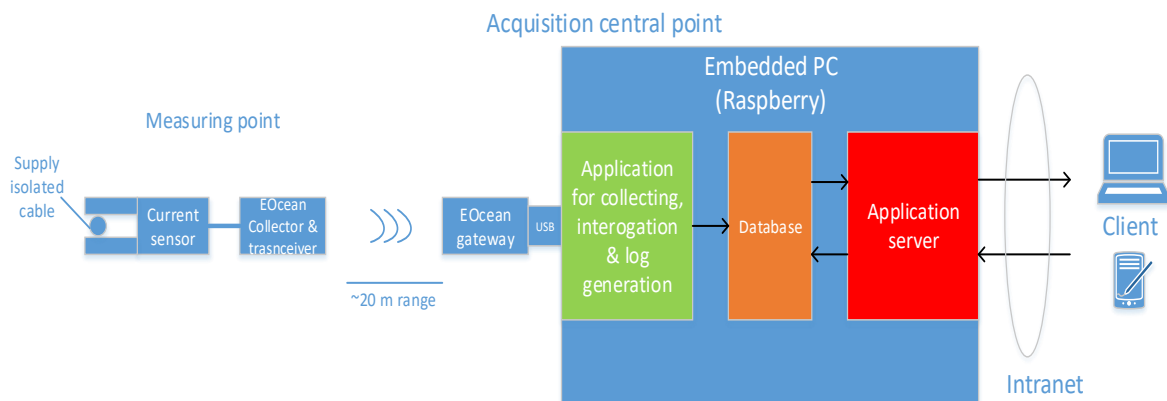 Acquisition central point
Measuring point
Supply
isolated
cable
Current
sensor
EOcean
Collector &
trasnceiver
~20 m range
EOcean
gateway
USB
Embedded PC
(Raspberry)
Application
for collecting,
interogation
& log
generation
Database
Application
server
Intranet
Client